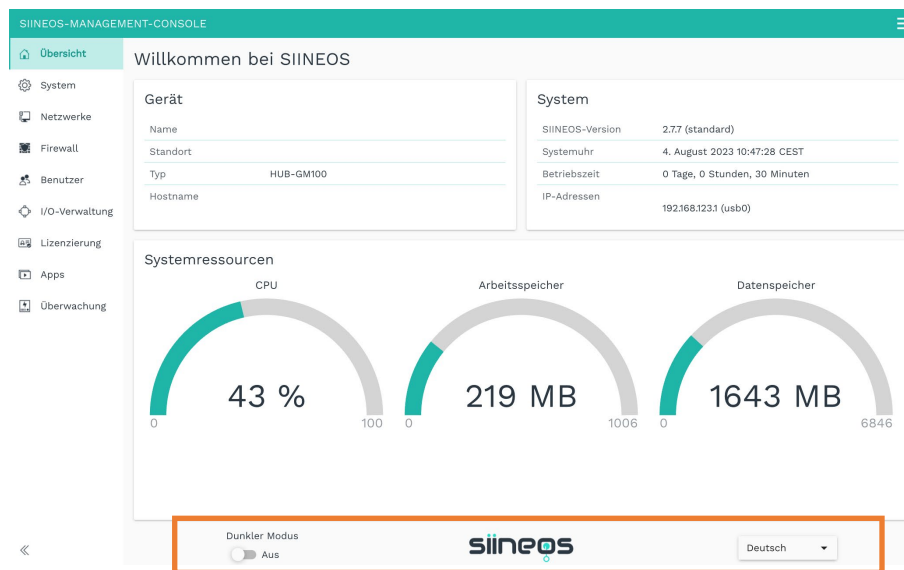 SIINEOS-MANAGEMENT-CONSOLE
Übersicht
System
Netzwerke
Firewall
Benutzer
I/O-Verwaltung
Lizenzierung
Apps
Überwachung
Willkommen bei SIINEOS
Gerät
Name
Standort
Typ HUB-GM100
Hostname
System
SIINEOS-Version 2.7.7 (standard)
Systemuhr 4. August 2023 10:47:28 CEST
Betriebszeit 0 Tage, 0 Stunden, 30 Minuten
IP-Adressen
192.168.123.1 (usb0)
Systemressourcen
CPU
43 %
0 100
Arbeitsspeicher
219 MB
0 1006
Datenspeicher
1643 MB
0 6846
Dunkler Modus
Aus
siineos
Deutsch